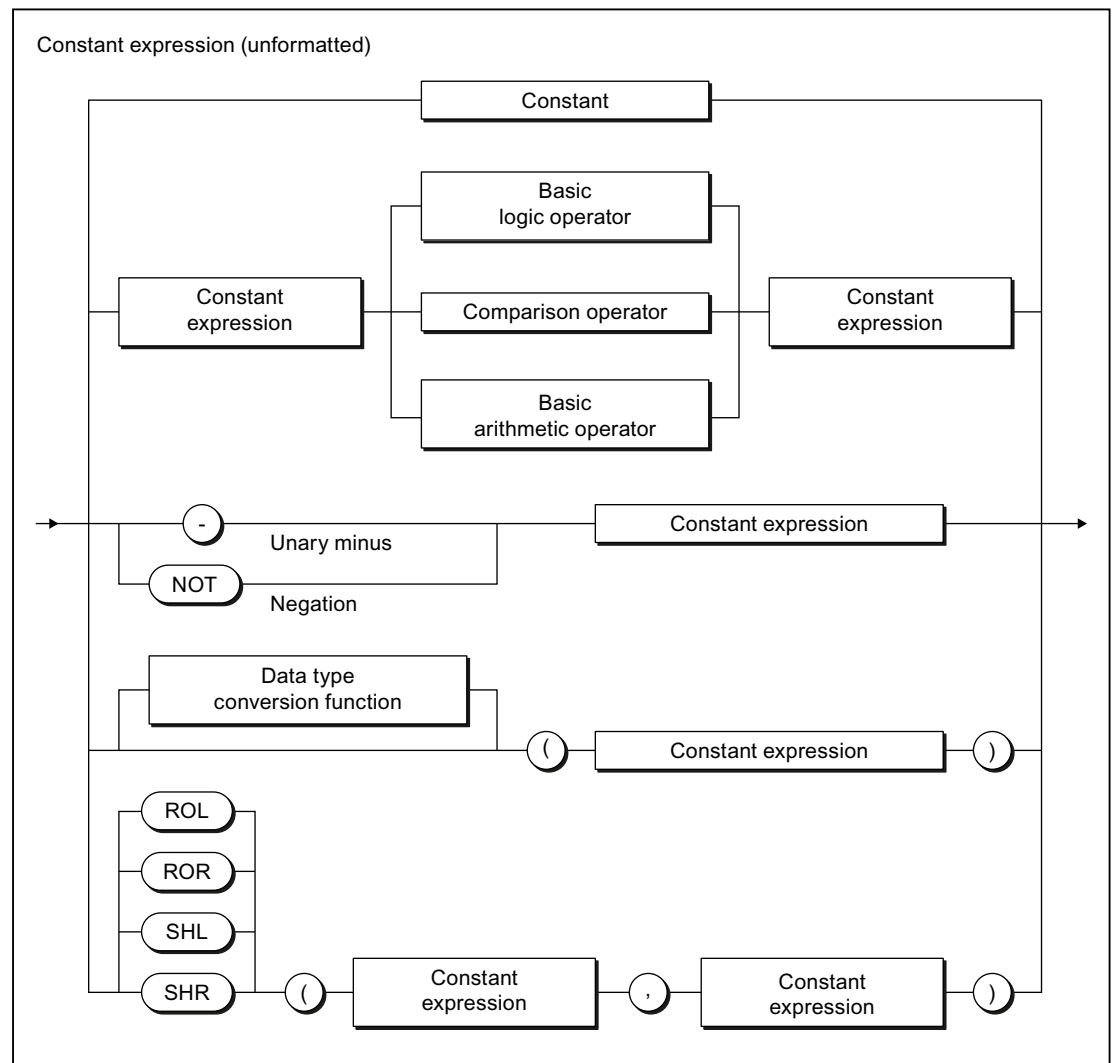 Constant expression (unformatted)
Constant
Basic
logic operator
Constant
expression
Comparison operator
Constant
expression
Basic
arithmetic operator
-
Unary minus
Constant expression
NOT
Negation
Data type
conversion function
(
Constant expression
)
ROL
ROR
SHL
SHR
(
Constant
expression
,
Constant
expression
)